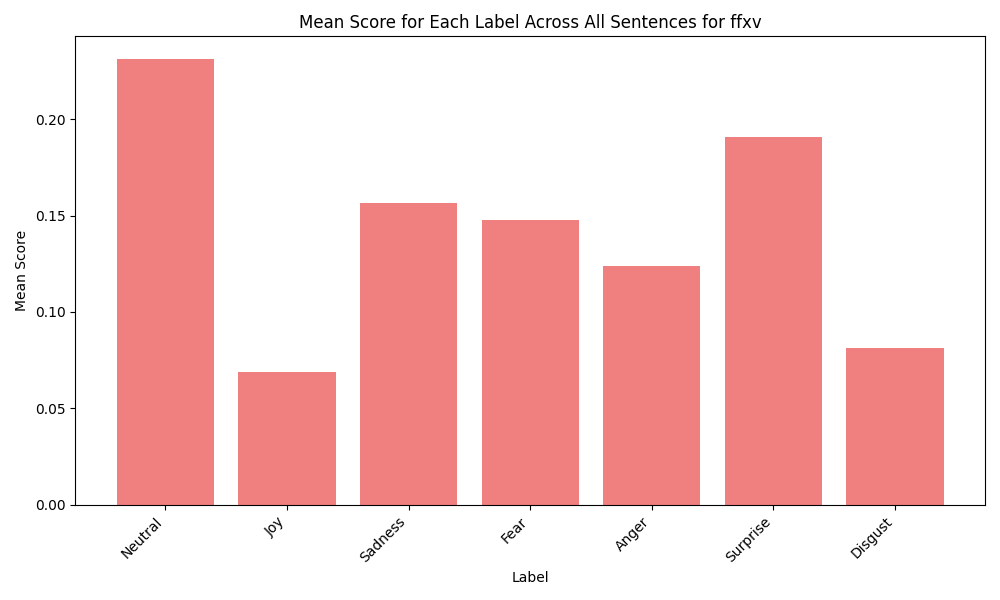 Mean Score for Each Label Across All Sentences for ffxv
Mean Score
0.20
0.15
0.10
0.05
0.00
Neutral
Joy
Sadness
Fear
Anger
Surprise
Disgust
Label